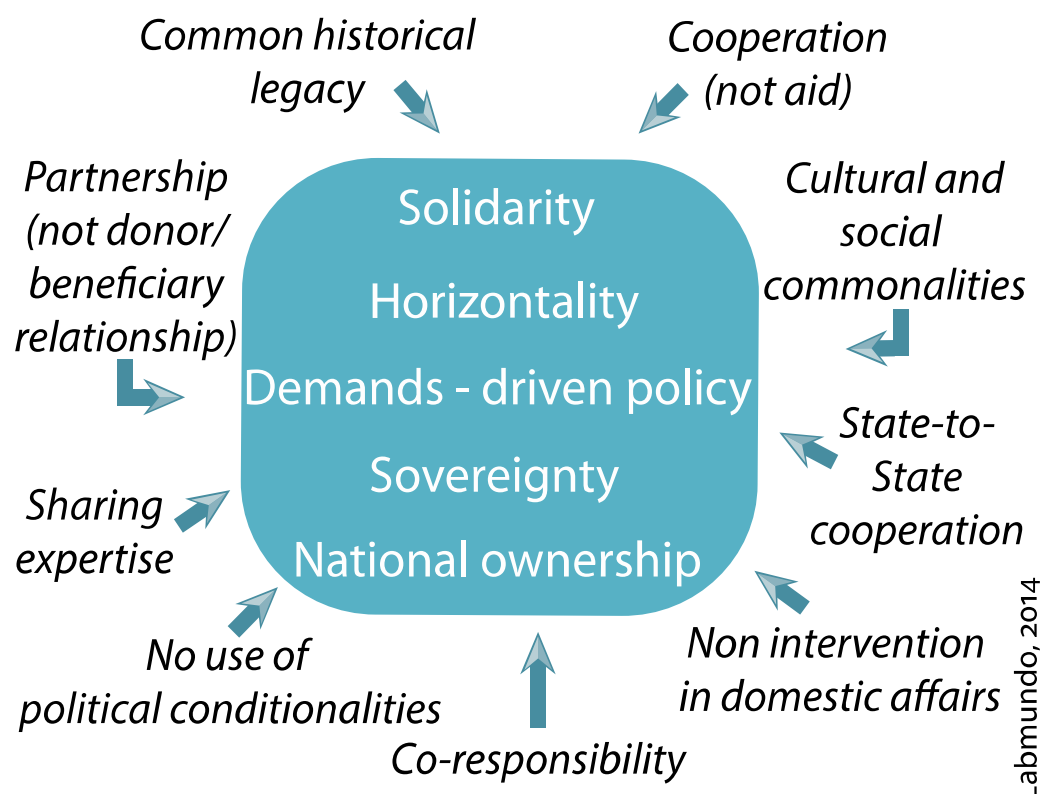 Common historical
legacy
Cooperation
(not aid)
Partnership
(not donor/
beneficiary
relationship)
Cultural and
social
commonalities
Solidarity
Horizontality
Demands - driven policy
Sovereignty
National ownership
Sharing
expertise
State-to-
State
cooperation
No use of
political conditionalities
Non intervention
in domestic affairs
Co-responsibility
Labmundo, 2014